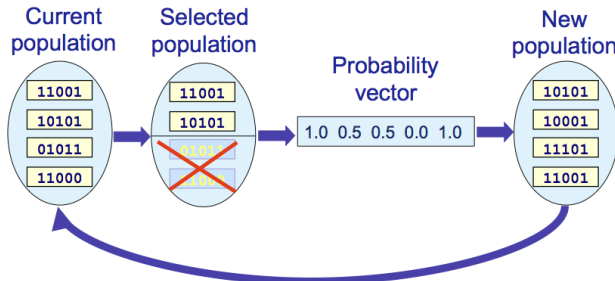 Current population
11001
10101
01011
11000
Selected population
11001
10101
01011
Probability vector
1.0 0.5 0.5 0.0 1.0
New population
10101
10001
11101
11001